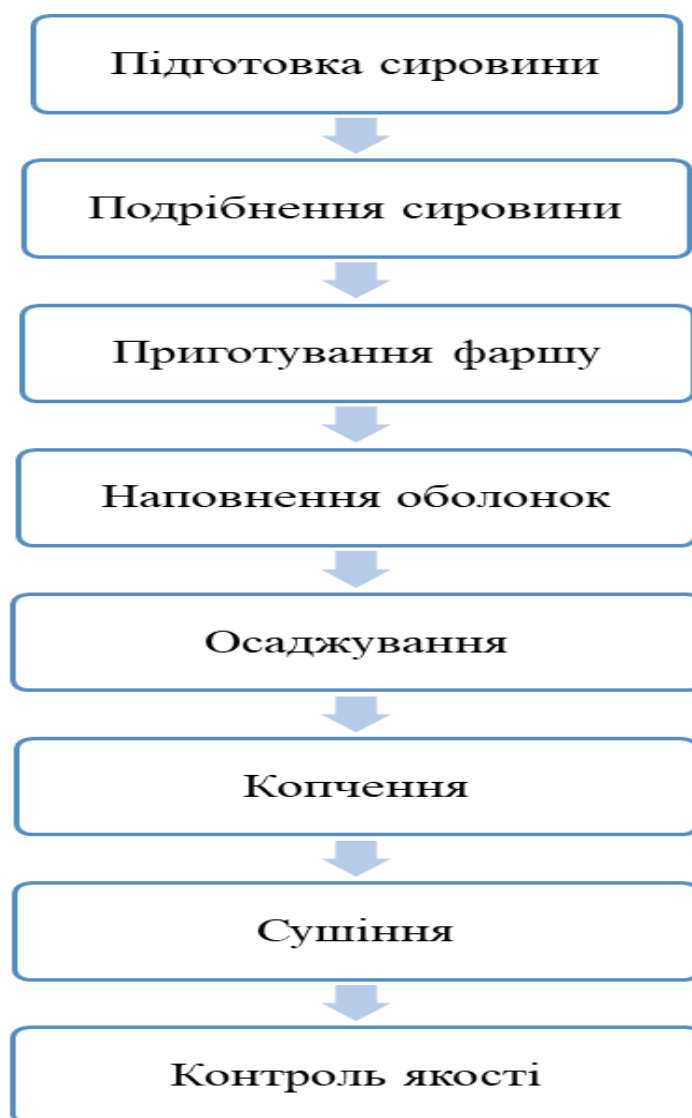 Підготовка сировини
Подрібнення сировини
Приготування фаршу
Наповнення оболонок
Осаджування
Копчення
Сушіння
Контроль якості